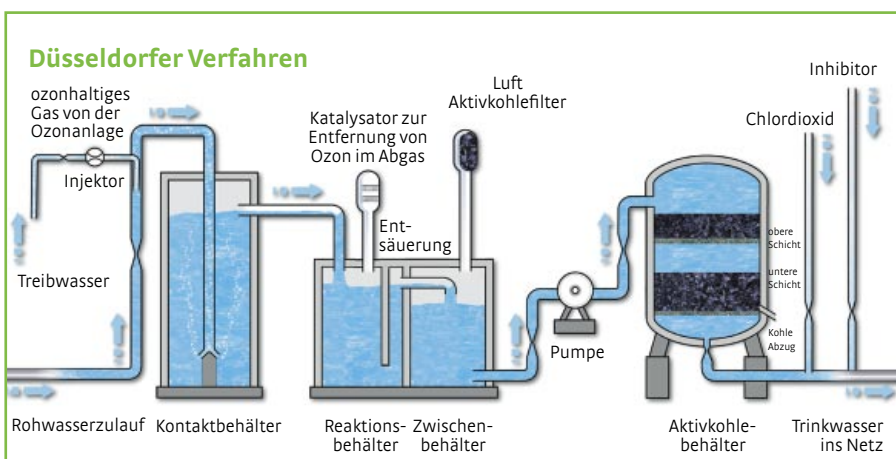 Düsseldorfer Verfahren
ozonhaltiges
Gas von der
Ozonanlage
Injektor
Treibwasser
Rohwasserzulauf
Kontaktbehälter
Katalysator zur
Entfernung von
Ozon im Abgas
Ent-
säuerung
Luft
Aktivkohlefilter
Reaktions-
behälter
Zwischen-
behälter
Pumpe
obere
Schicht
untere
Schicht
Kohle
Abzug
Aktivkohle-
behälter
Chlordioxid
Inhibitor
Trinkwasser
ins Netz